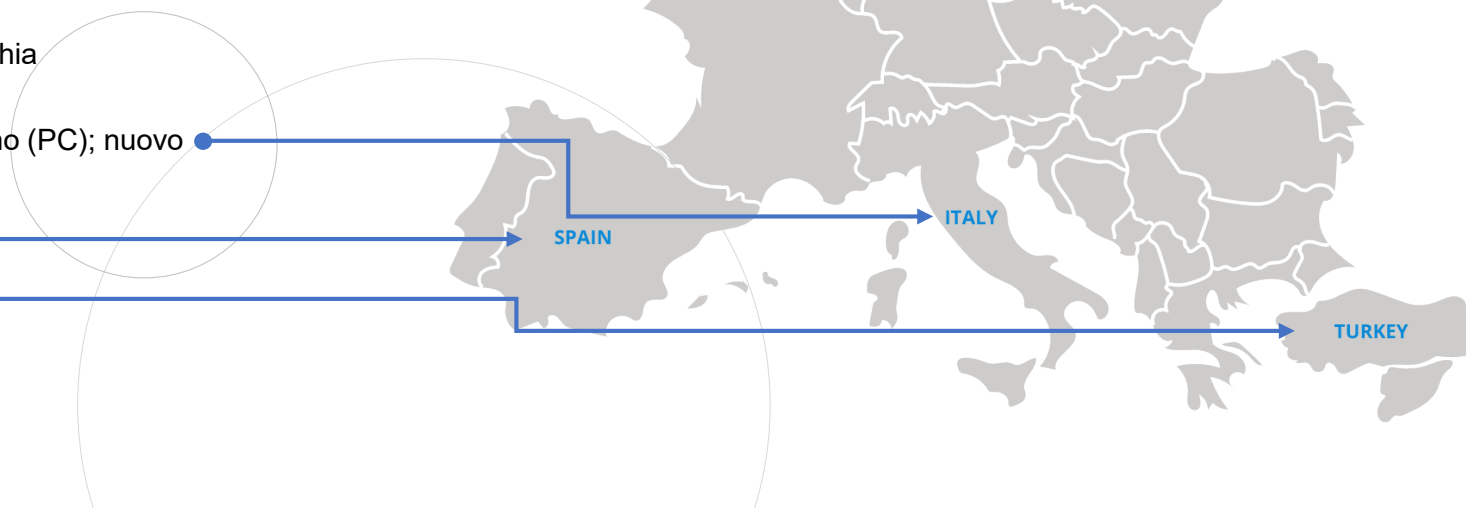 hia
no (PC); nuovo
ITALY
SPAIN
TURKEY